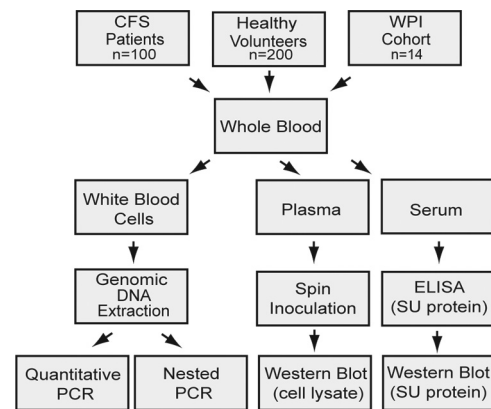 CFS
Patients
n=100
Healthy
Volunteers
n=200
WPI
Cohort
n=14
Whole Blood
White Blood
Cells
Plasma
Serum
Genomic
DNA
Extraction
Spin
Inoculation
ELISA
(SU protein)
Quantitative
PCR
Nested
PCR
Western Blot
(cell lysate)
Western Blot
(SU protein)